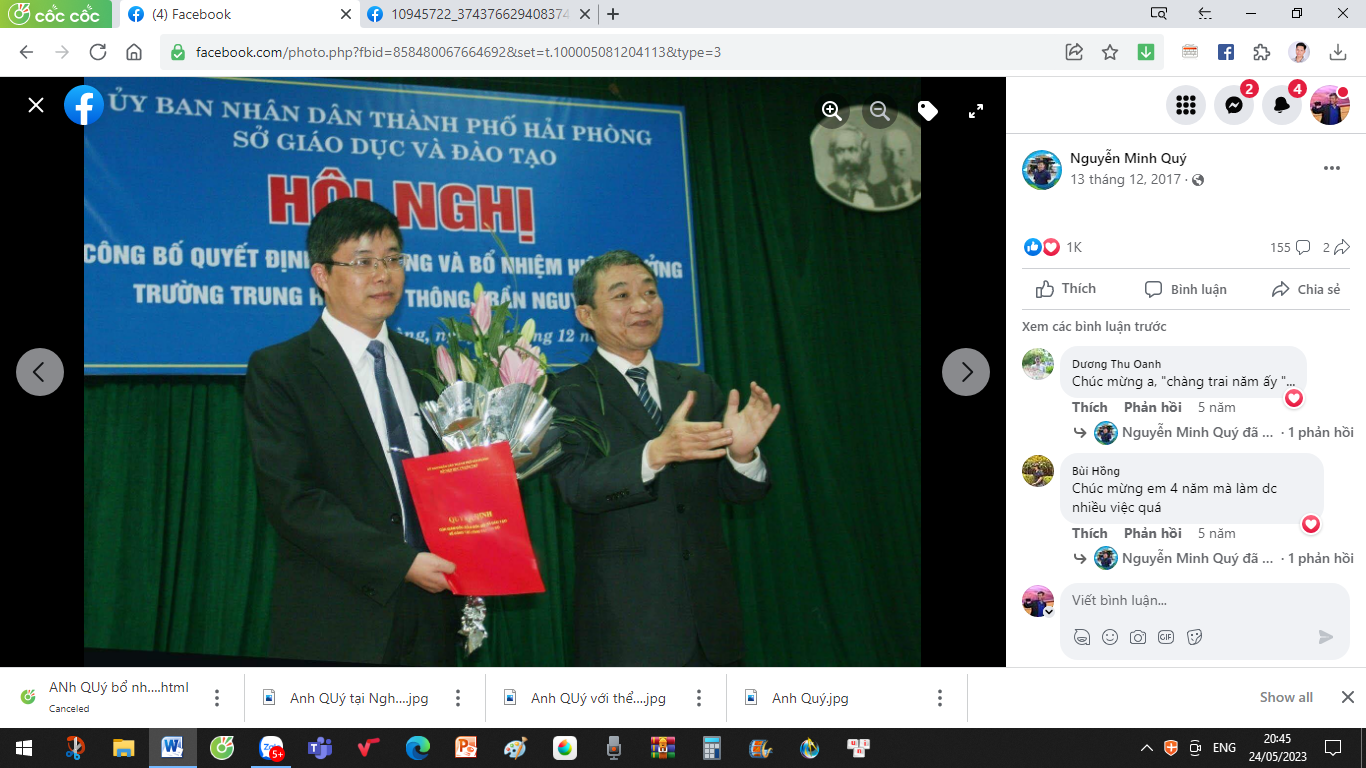 cốc cốc
(4) Facebook
10945722_374376629408374
facebook.com/photo.php?fbid=858480067664692&set=t.100005081204113&type=3
ỦY BAN NHÂN DÂN THÀNH PHỐ HẢI PHÒNG
SỞ GIÁO DỤC VÀ ĐÀO TẠO
HỘI NGHỊ
CÔNG BỐ QUYẾT ĐỊNH NG VÀ BỔ NHIỆM HI ƯỞNG
TRƯỜNG TRUNG H THÔNG TRẦN NGUY
12
QUYẾT ĐỊNH
2
4
Nguyễn Minh Quý
13 tháng 12, 2017 ·
1K
155
2
Thích
Bình luận
Chia sẻ
Xem các bình luận trước
Dương Thu Oanh
Chúc mừng a, "chàng trai năm ấy "...
Thích Phản hồi 5 năm
Nguyễn Minh Quý đã ... · 1 phản hồi
Bùi Hồng
Chúc mừng em 4 năm mà làm dc
nhiều việc quá
Thích Phản hồi 5 năm
Nguyễn Minh Quý đã ... · 1 phản hồi
Viết bình luận...
GIF
ANh QUý bổ nh....html
Canceled
Anh QUý tại Ngh....jpg
Anh QUý với thể....jpg
Anh Quý.jpg
Show all
5+
ENG
20:45
24/05/2023